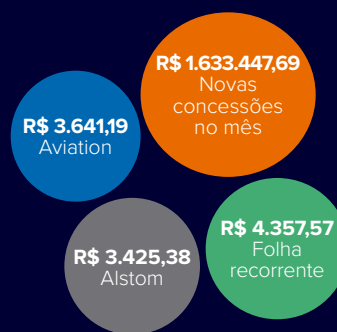 R$ 1.633.447,69
Novas
concessões
no mês
R$ 3.641,19
Aviation
R$ 4.357,57
Folha
recorrente
R$ 3.425,38
Alstom